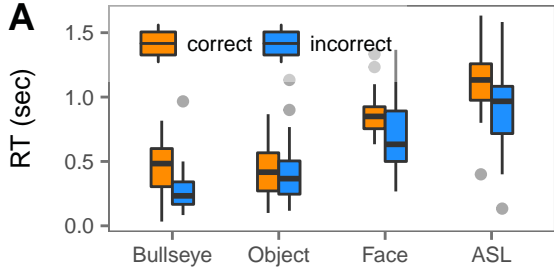 A
correct incorrect
RT (sec)
1.5
1.0
0.5
0.0
Bullseye Object Face ASL